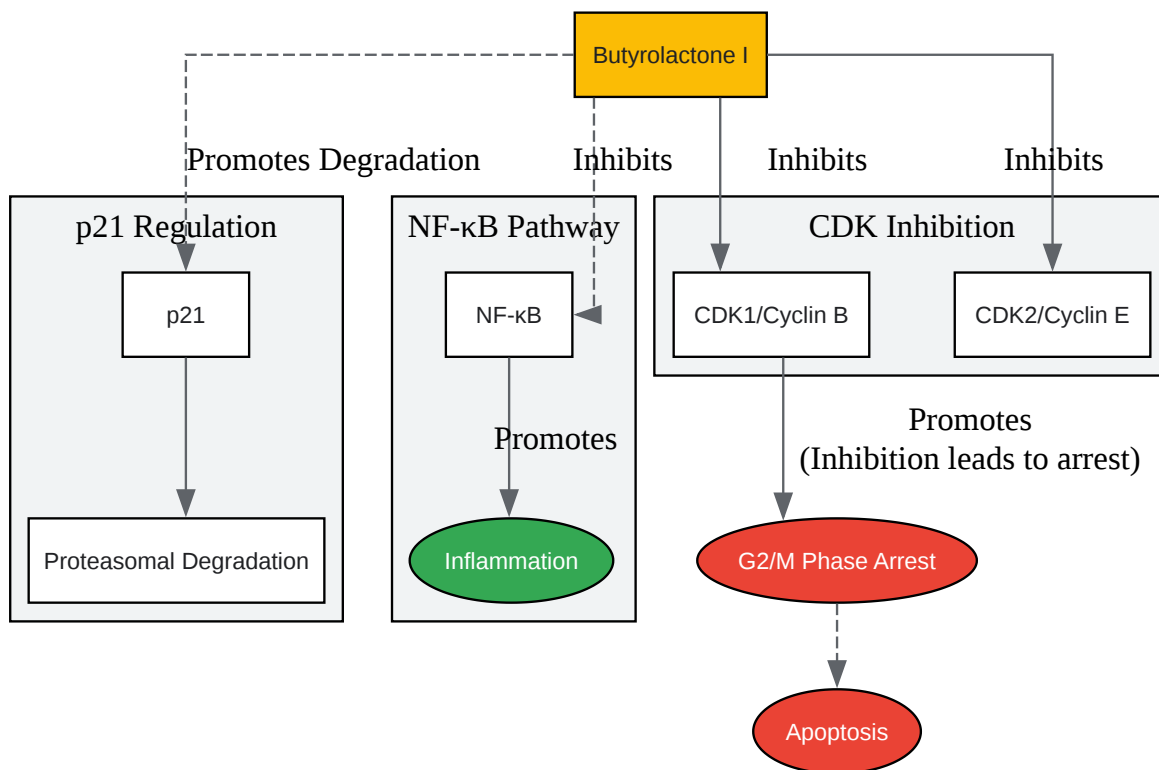 Butyrolactone I
Promotes Degradation
Inhibits
Inhibits
Inhibits
p21 Regulation
NF-κB Pathway
CDK Inhibition
p21
NF-κB
CDK1/Cyclin B
CDK2/Cyclin E
Promotes
Promotes
(Inhibition leads to arrest)
Proteasomal Degradation
Inflammation
G2/M Phase Arrest
Apoptosis